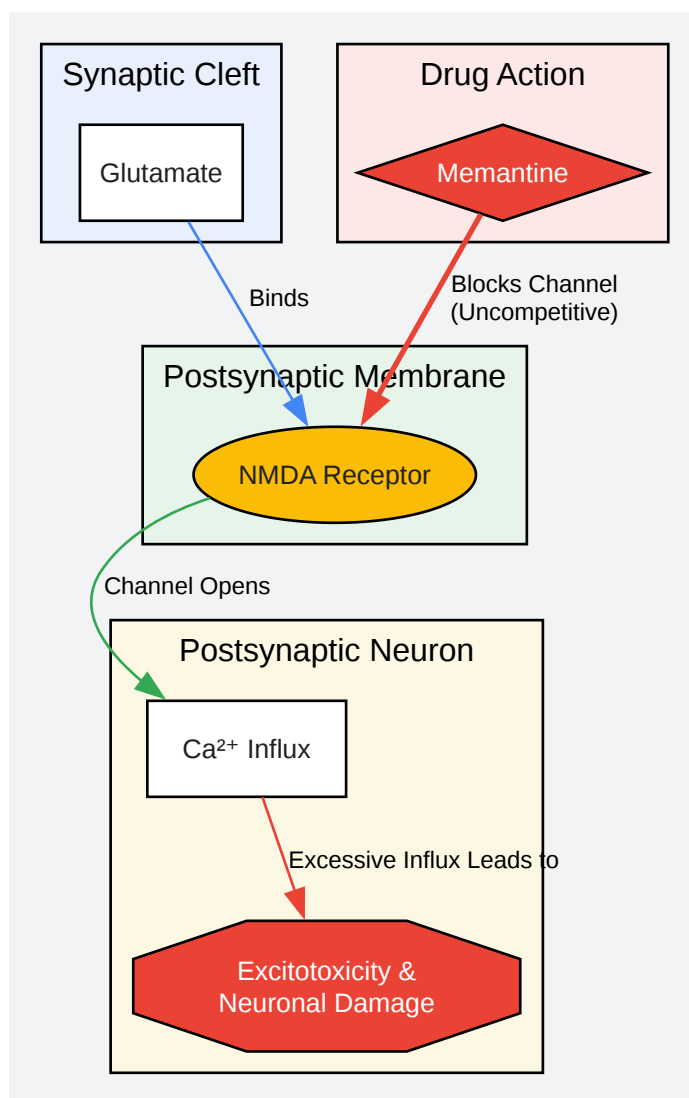 Synaptic Cleft
Drug Action
Glutamate
Memantine
Binds
Blocks Channel
(Uncompetitive)
Postsynaptic Membrane
NMDA Receptor
Channel Opens
Postsynaptic Neuron
Ca²⁺ Influx
Excessive Influx Leads to
Excitotoxicity &
Neuronal Damage